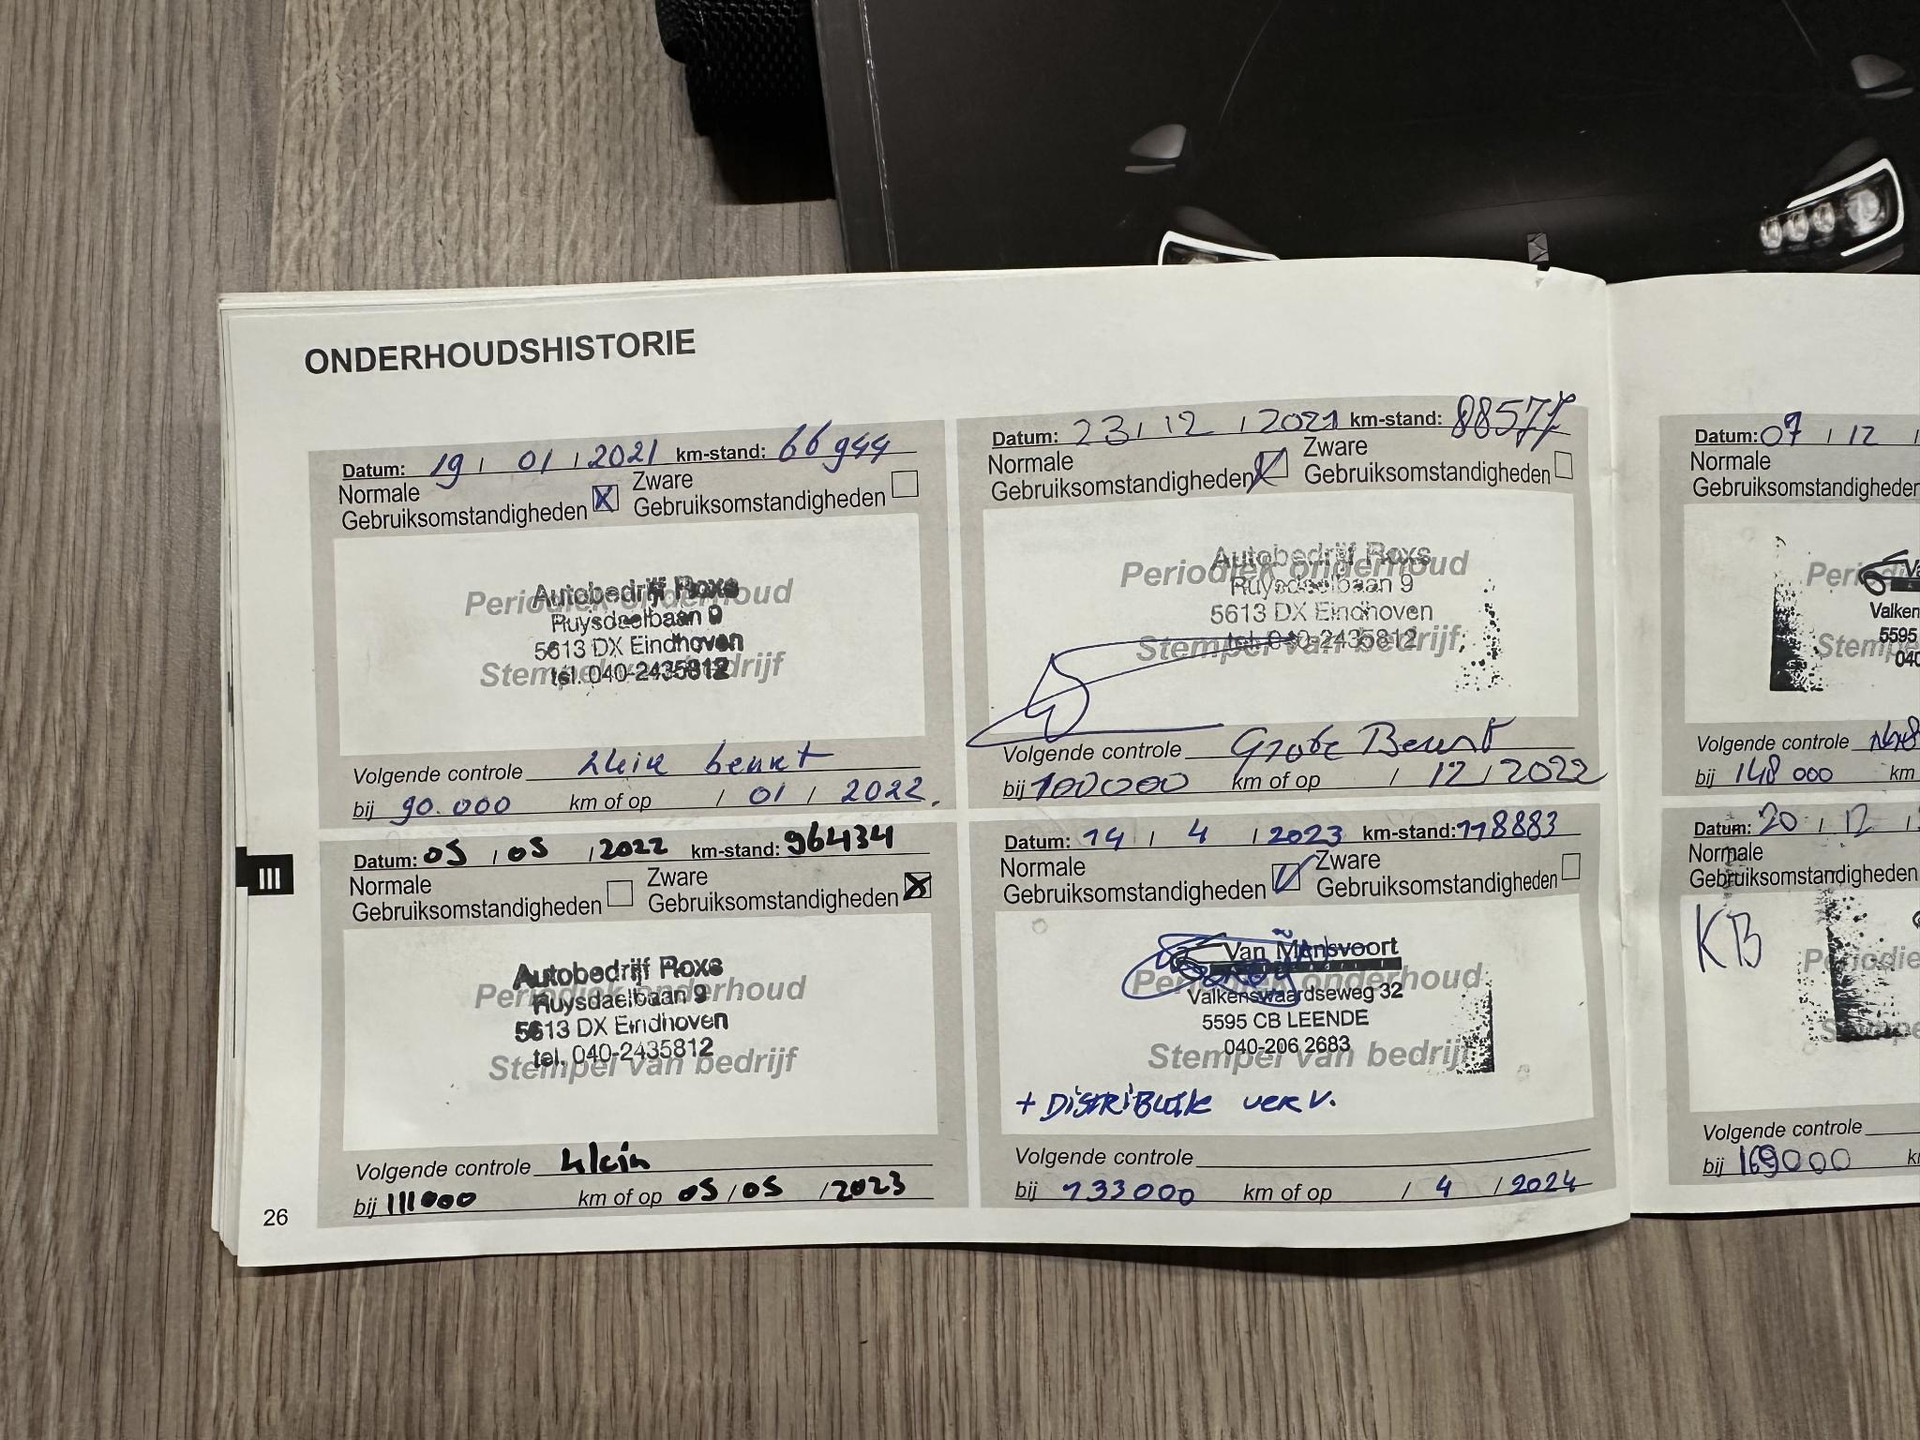 ONDERHOUDSHISTORIE
Datum: 19 / 01 / 2021 km-stand: 66944
Normale
Gebruiksomstandigheden X
Zware
Gebruiksomstandigheden
Periodiek onderhoud
Stempel van bedrijf
Autobedrijf Roxs
Ruysdaelbaan 9
5613 DX Eindhoven
tel. 040-2435812
Volgende controle klein beurt
bij 90.000 km of op / 01 / 2022.
Datum: 23 / 12 / 2021 km-stand: 88577
Normale
Gebruiksomstandigheden
Zware
Gebruiksomstandigheden
Periodiek onderhoud
Stempel van bedrijf
Autobedrijf Roxs
Ruysdaelbaan 9
5613 DX Eindhoven
tel. 040-2435812
Volgende controle Grote Beurt
bij 100000 km of op / 12 / 2022
Datum: 05 / 05 / 2022 km-stand: 96434
Normale
Gebruiksomstandigheden
Zware
Gebruiksomstandigheden X
Periodiek onderhoud
Stempel van bedrijf
Autobedrijf Roxs
Ruysdaelbaan 9
5613 DX Eindhoven
tel. 040-2435812
Volgende controle klein
bij 111000 km of op 05 / 05 / 2023
Datum: 14 / 4 / 2023 km-stand: 118883
Normale
Gebruiksomstandigheden
Zware
Gebruiksomstandigheden
Periodiek onderhoud
Stempel van bedrijf
Van Mensvoort
Valkenswaardseweg 32
5595 CB LEENDE
040-206 2683
+ DISTRIBUTIE VERV.
Volgende controle
bij 133000 km of op / 4 / 2024
26
III
Datum: 07 / 12 /
Normale
Gebruiksomstandigheden
Valken
5595
040
Stempe
Volgende controle
bij 148 000 km
Datum: 20 / 12 /
Normale
Gebruiksomstandigheden
KB
Periodie
Volgende controle
bij 169000